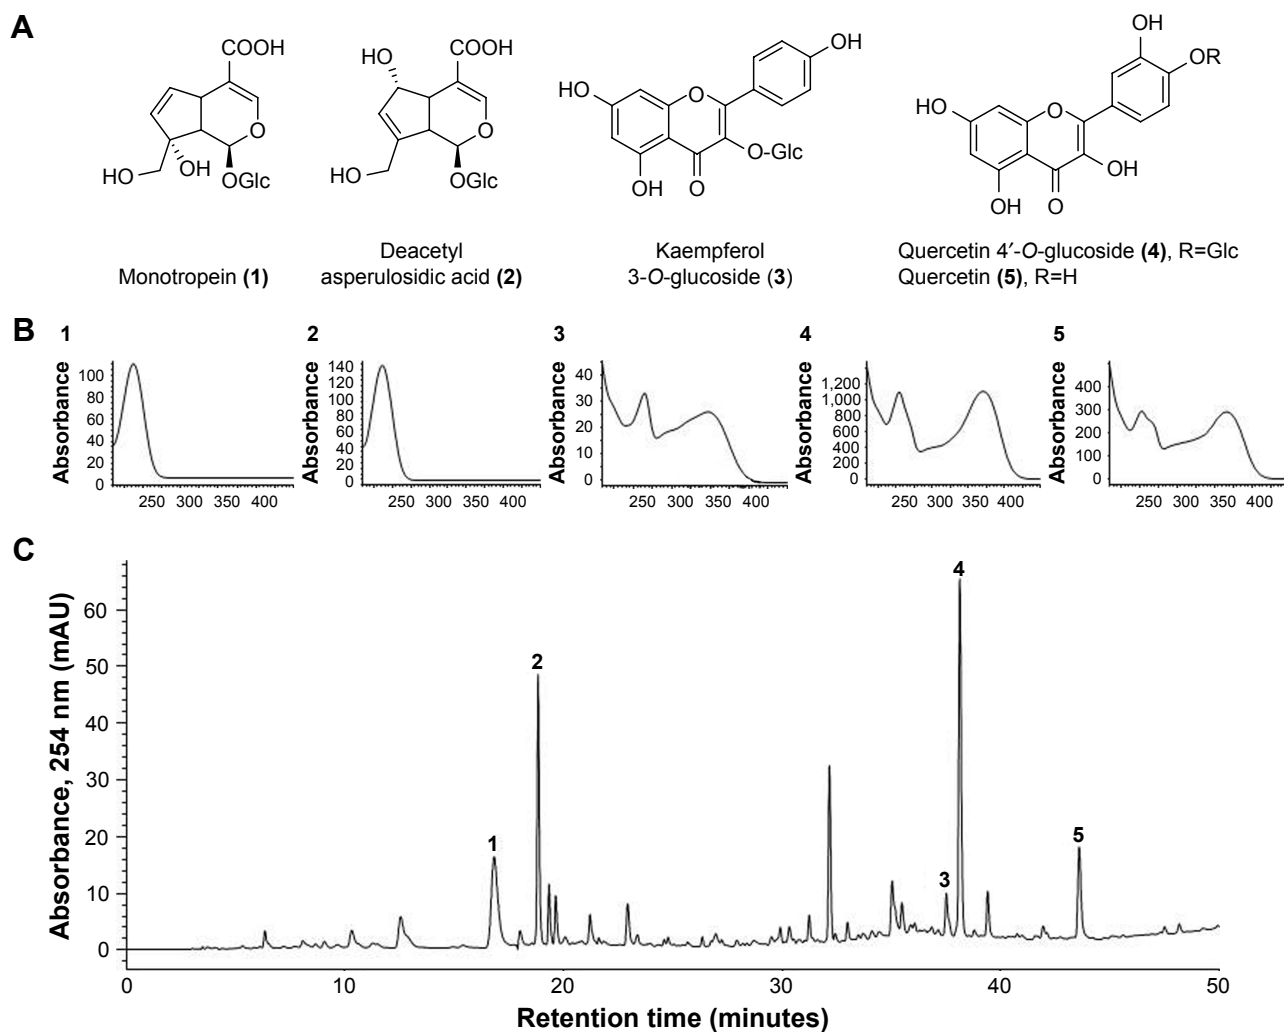 A
COOH
O
HO
OH
OGlc
Monotropein (1)
HO
COOH
O
HO
OGlc
Deacetyl
asperulosidic acid (2)
OH
HO
O
O-Glc
OH
O
Kaempferol
3-O-glucoside (3)
OH
OR
HO
O
OH
OH
O
Quercetin 4′-O-glucoside (4), R=Glc
Quercetin (5), R=H
B
1
Absorbance
100
80
60
40
20
0
250 300 350 400
2
Absorbance
140
120
100
80
60
40
20
0
250 300 350 400
3
Absorbance
40
30
20
10
0
250 300 350 400
4
Absorbance
1,200
1,000
800
600
400
200
250 300 350 400
5
Absorbance
400
300
200
100
0
250 300 350 400
C
Absorbance, 254 nm (mAU)
60
50
40
30
20
10
0
1
2
3
4
5
0 10 20 30 40 50
Retention time (minutes)